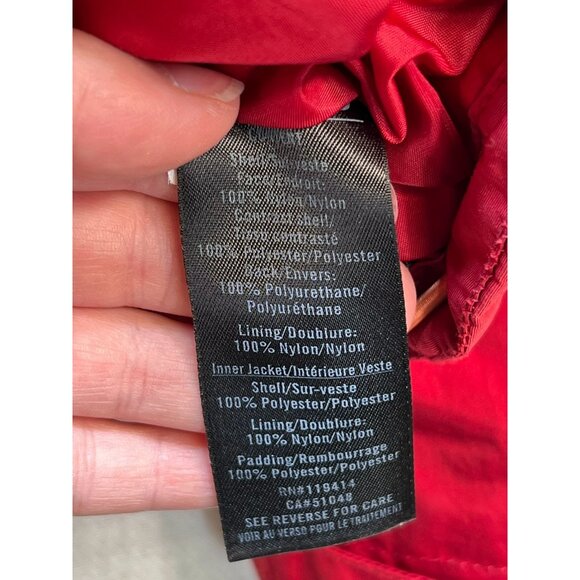 Shell/Sur-veste
Face/Endroit:
100% Nylon/Nylon
Contrast shell/
contrasté
100% Polyester/Polyester
Back/Envers:
100% Polyurethane/
Polyuréthane
Lining/Doublure:
100% Nylon/Nylon
Inner Jacket/Intérieure Veste
Shell/Sur-veste
100% Polyester/Polyester
Lining/Doublure:
100% Nylon/Nylon
Padding/Rembourrage
100% Polyester/Polyester
RN#119414
CA#51048
SEE REVERSE FOR CARE
VOIR AU VERSO POUR LE TRAITEMENT